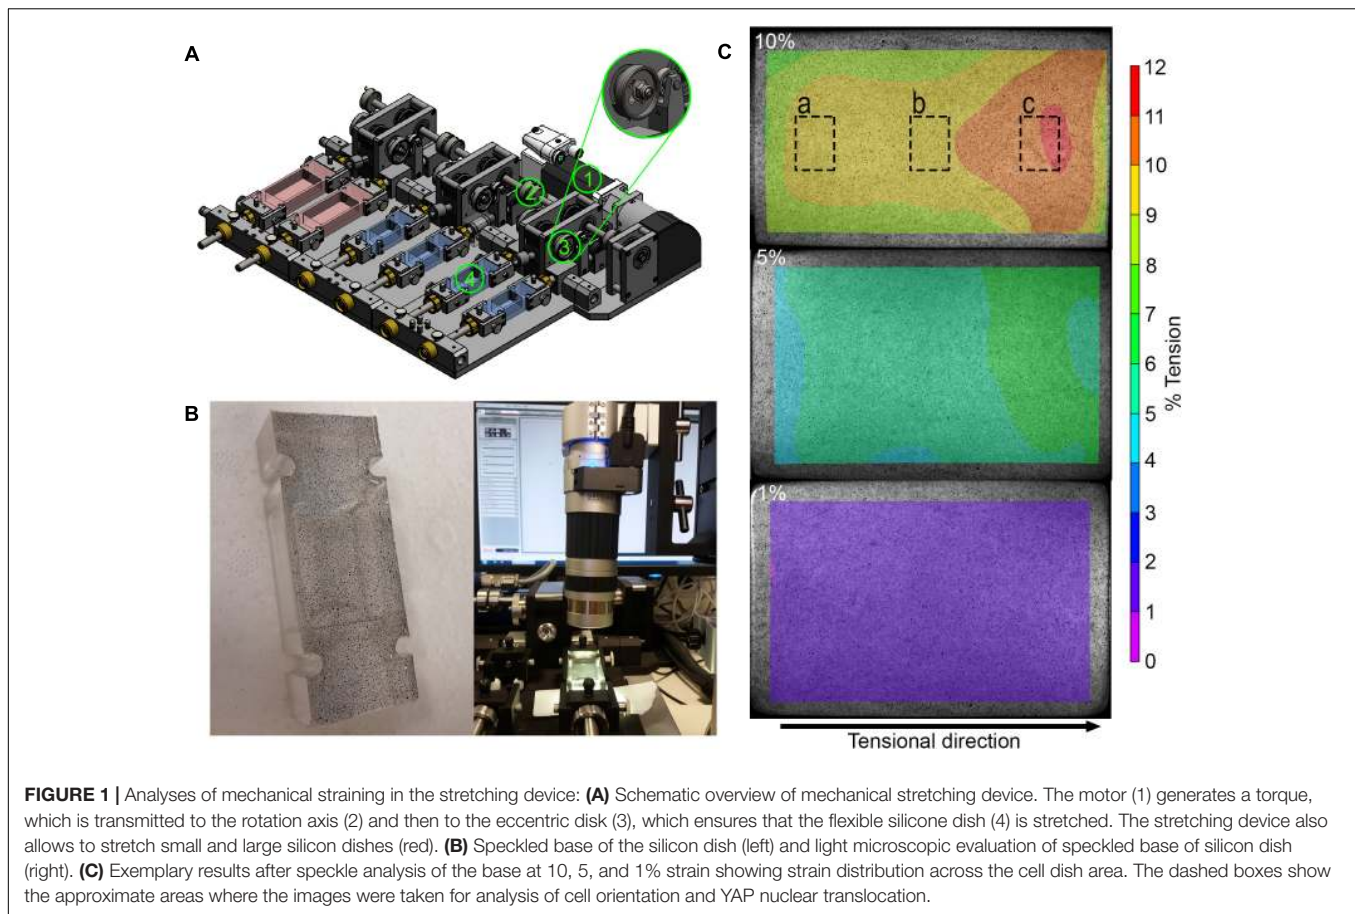 A
1
2
3
4
B
C
10%
a
b
c
5%
1%
12
11
10
9
8
7
6
5
4
3
2
1
0
% Tension
Tensional direction
FIGURE 1 | Analyses of mechanical straining in the stretching device: (A) Schematic overview of mechanical stretching device. The motor (1) generates a torque,
which is transmitted to the rotation axis (2) and then to the eccentric disk (3), which ensures that the flexible silicone dish (4) is stretched. The stretching device also
allows to stretch small and large silicon dishes (red). (B) Speckled base of the silicon dish (left) and light microscopic evaluation of speckled base of silicon dish
(right). (C) Exemplary results after speckle analysis of the base at 10, 5, and 1% strain showing strain distribution across the cell dish area. The dashed boxes show
the approximate areas where the images were taken for analysis of cell orientation and YAP nuclear translocation.